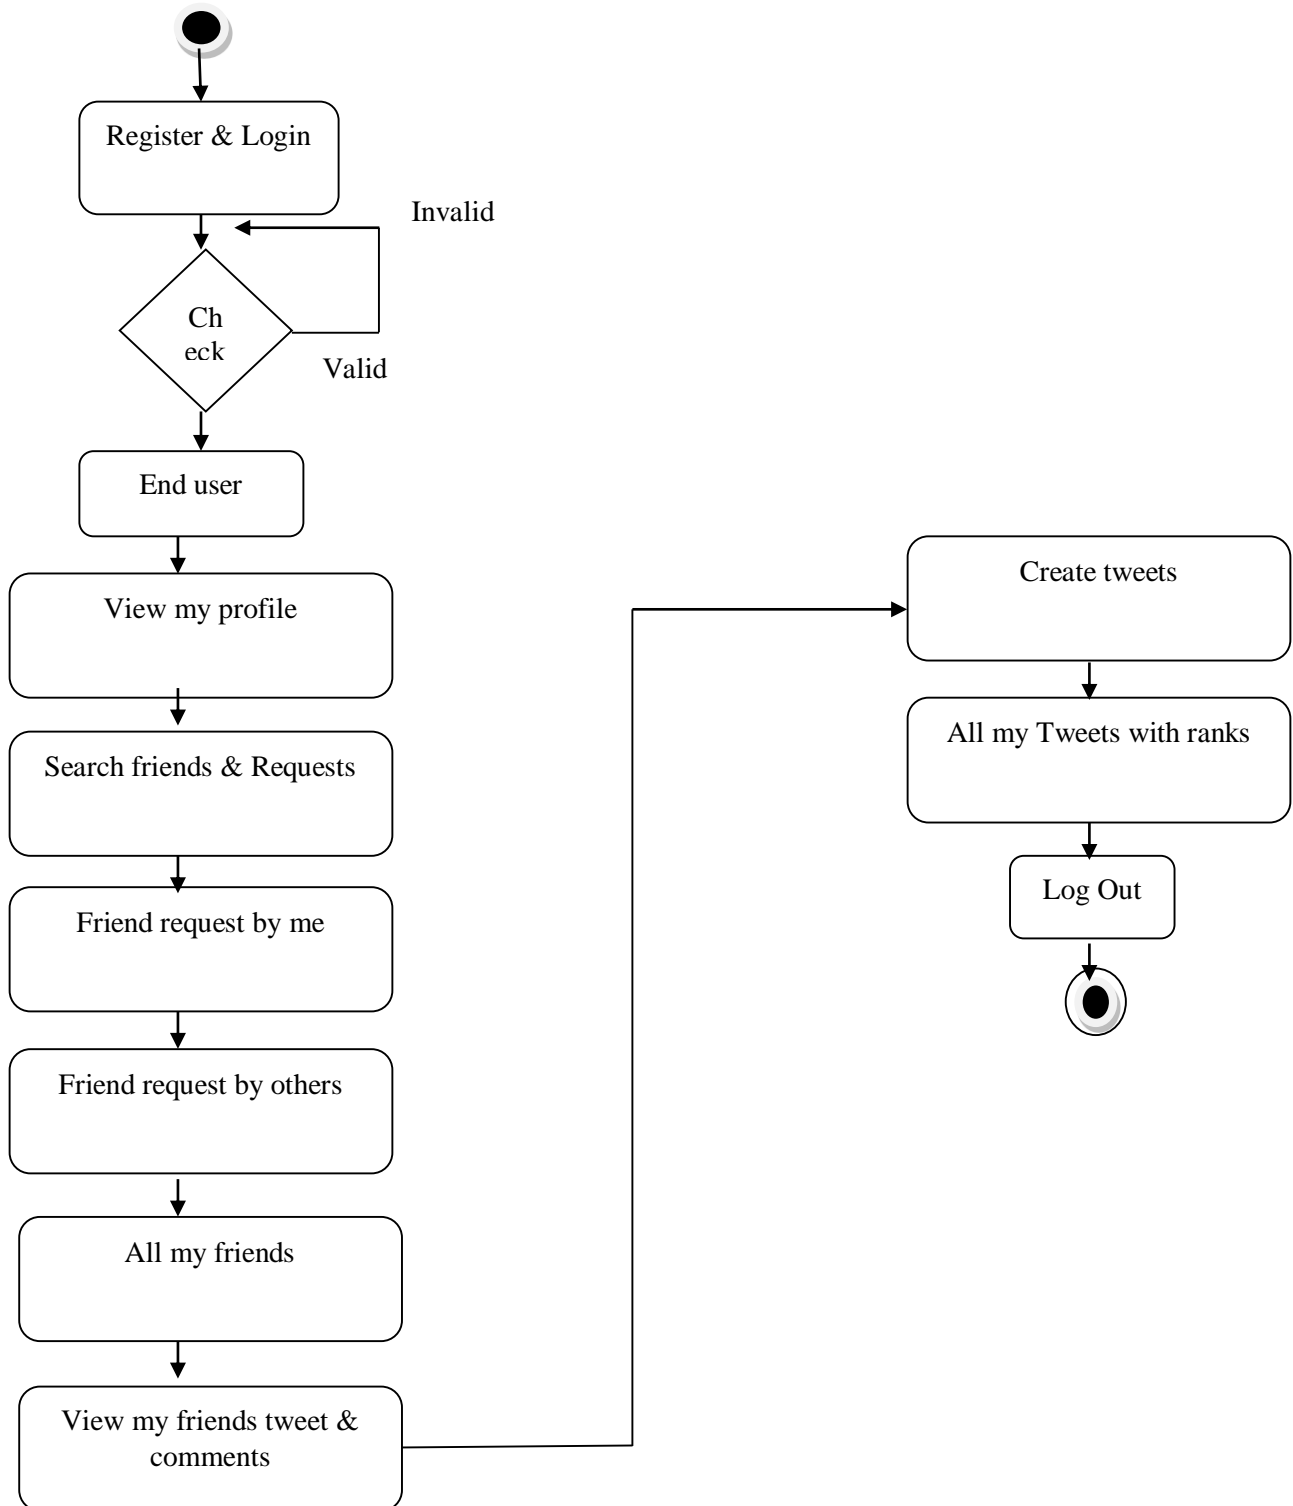 Register & Login
Invalid
Ch
eck
Valid
End user
View my profile
Search friends & Requests
Friend request by me
Friend request by others
All my friends
View my friends tweet &
comments
Create tweets
All my Tweets with ranks
Log Out